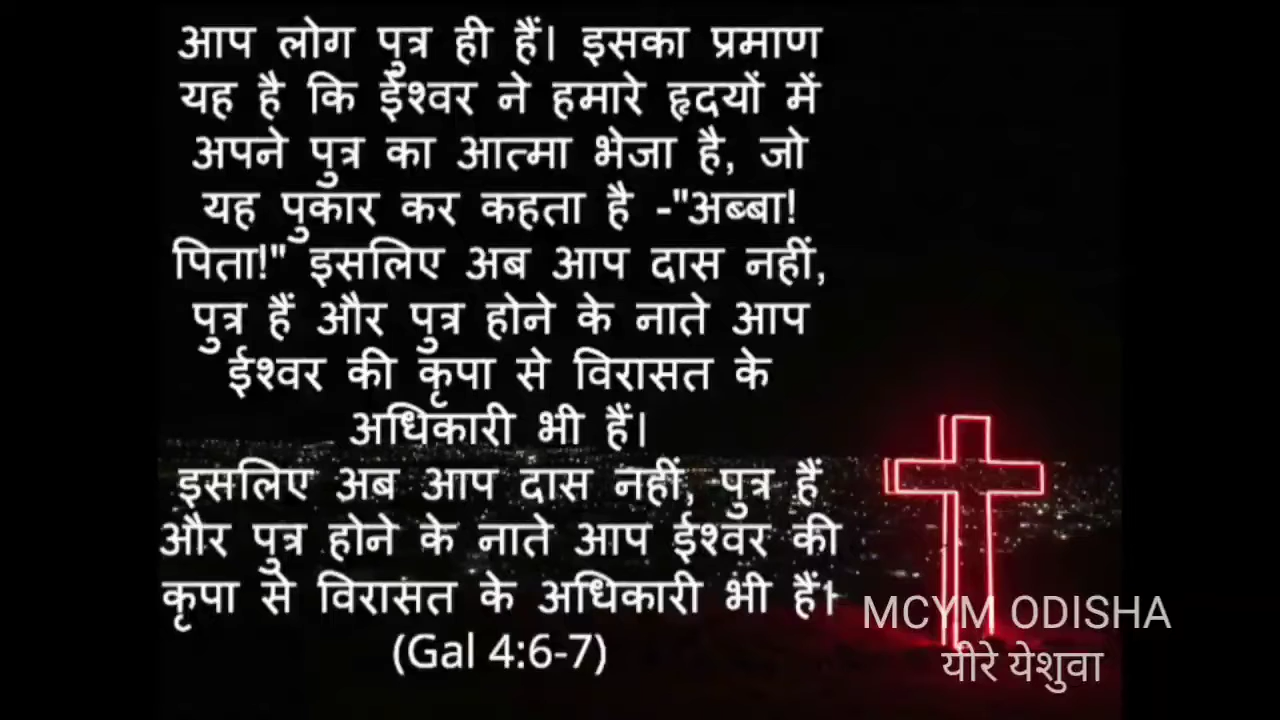 आप लोग पुत्र ही हैं। इसका प्रमाण
यह है कि ईश्वर ने हमारे हृदयों में
अपने पुत्र का आत्मा भेजा है, जो
यह पुकार कर कहता है -"अब्बा!
पिता!" इसलिए अब आप दास नहीं,
पुत्र हैं और पुत्र होने के नाते आप
ईश्वर की कृपा से विरासत के
अधिकारी भी हैं।
इसलिए अब आप दास नहीं, पुत्र हैं
और पुत्र होने के नाते आप ईश्वर की
कृपा से विरासत के अधिकारी भी हैं।
(Gal 4:6-7)
MCYM ODISHA
यीरे येशुवा